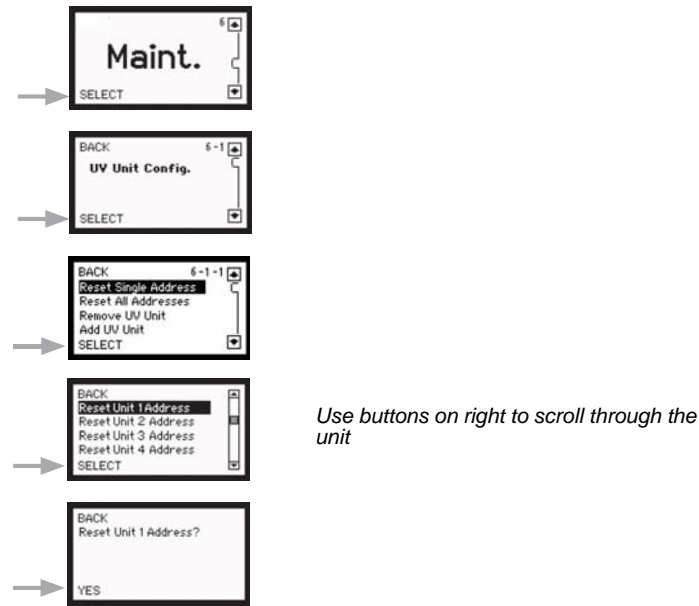 6
Maint.
SELECT
BACK 6-1
UV Unit Config.
SELECT
BACK 6-1-1
Reset Single Address
Reset All Addresses
Remove UV Unit
Add UV Unit
SELECT
BACK
Reset Unit 1 Address
Reset Unit 2 Address
Reset Unit 3 Address
Reset Unit 4 Address
SELECT
Use buttons on right to scroll through the
unit
BACK
Reset Unit 1 Address?
YES